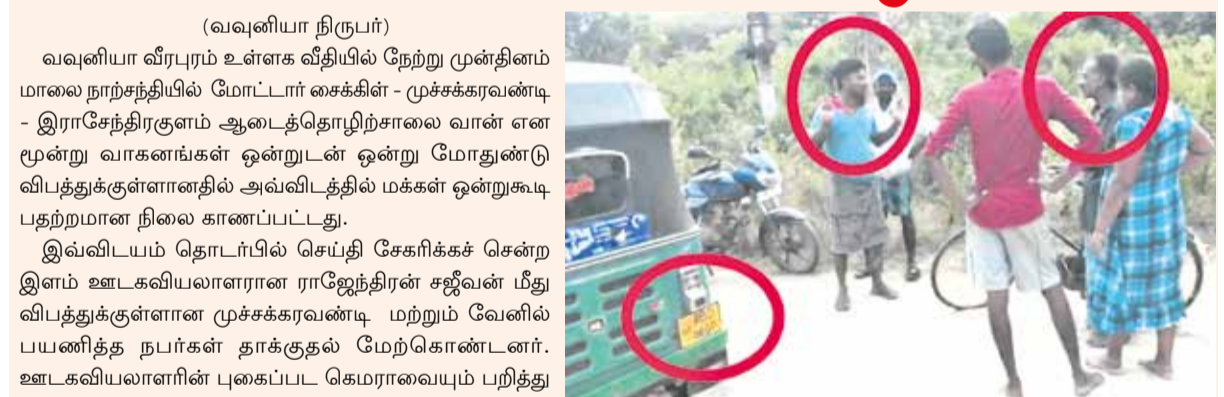 (வவுனியா நிருபர்)
வவுனியா வீரபுரம் உள்ளக வீதியில் நேற்று முன்தினம்
மாலை நாற்சந்தியில் மோட்டார் சைக்கிள் - முச்சக்கரவண்டி
- இராசேந்திரகுளம் ஆடைத்தொழிற்சாலை வான் என
மூன்று வாகனங்கள் ஒன்றுடன் ஒன்று மோதுண்டு
விபத்துக்குள்ளானதில் அவ்விடத்தில் மக்கள் ஒன்றுகூடி
பதற்றமான நிலை காணப்பட்டது.
இவ்விடயம் தொடர்பில் செய்தி சேகரிக்கச் சென்ற
இளம் ஊடகவியலாளரான ராஜேந்திரன் சஜீவன் மீது
விபத்துக்குள்ளான முச்சக்கரவண்டி மற்றும் வேனில்
பயணித்த நபர்கள் தாக்குதல் மேற்கொண்டனர்.
ஊடகவியலாளரின் புகைப்பட கெமராவையும் பறித்து